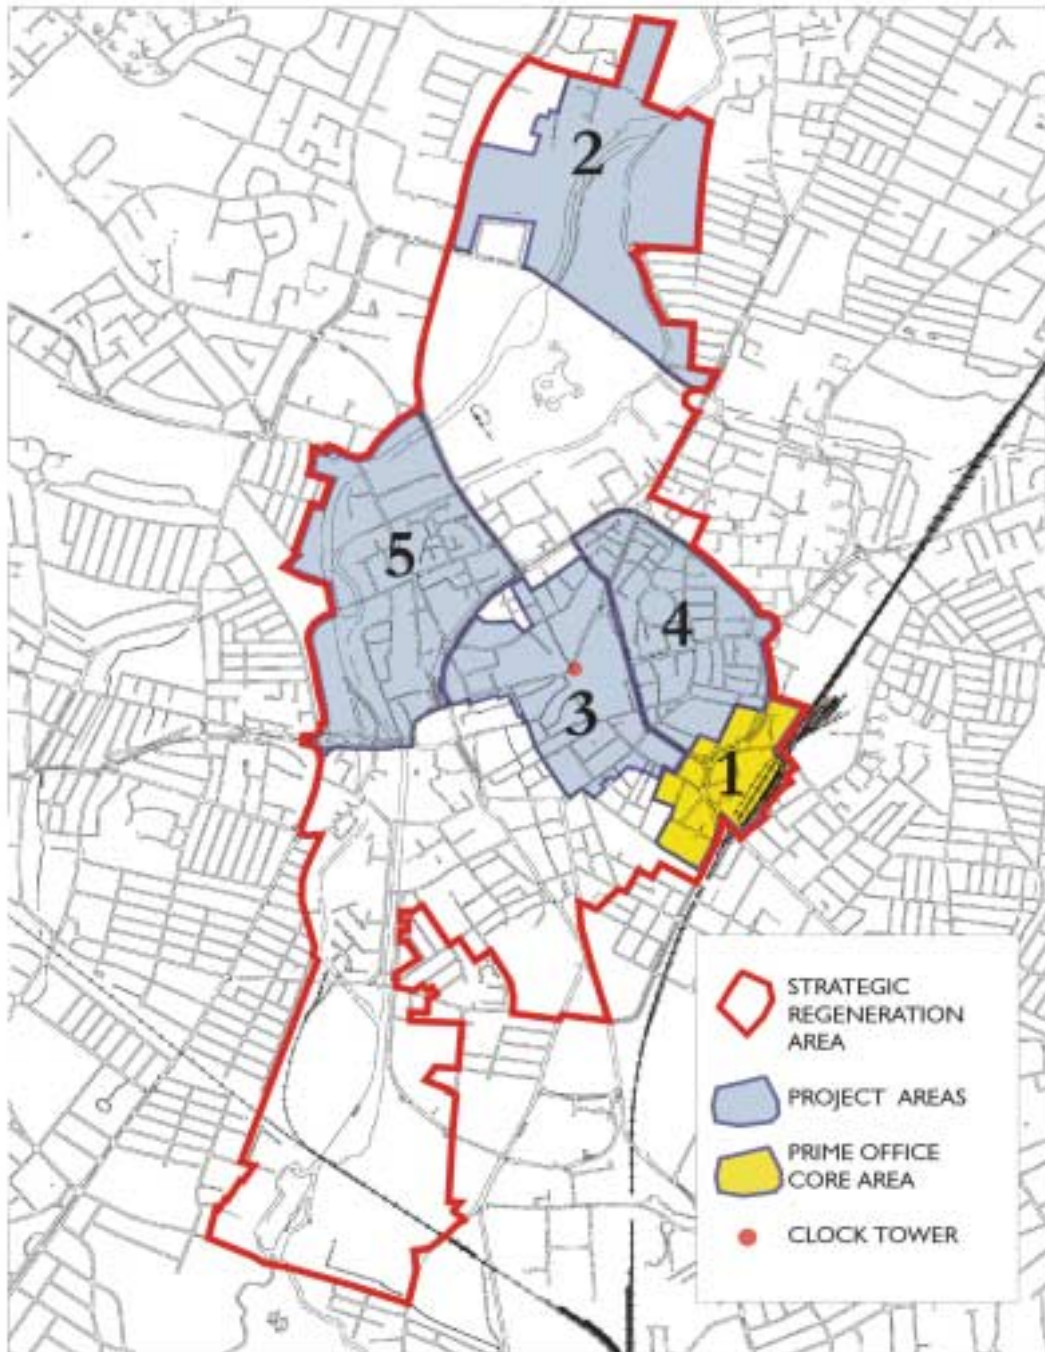 2
5
4
3
1
STRATEGIC
REGENERATION
AREA
PROJECT AREAS
PRIME OFFICE
CORE AREA
CLOCK TOWER